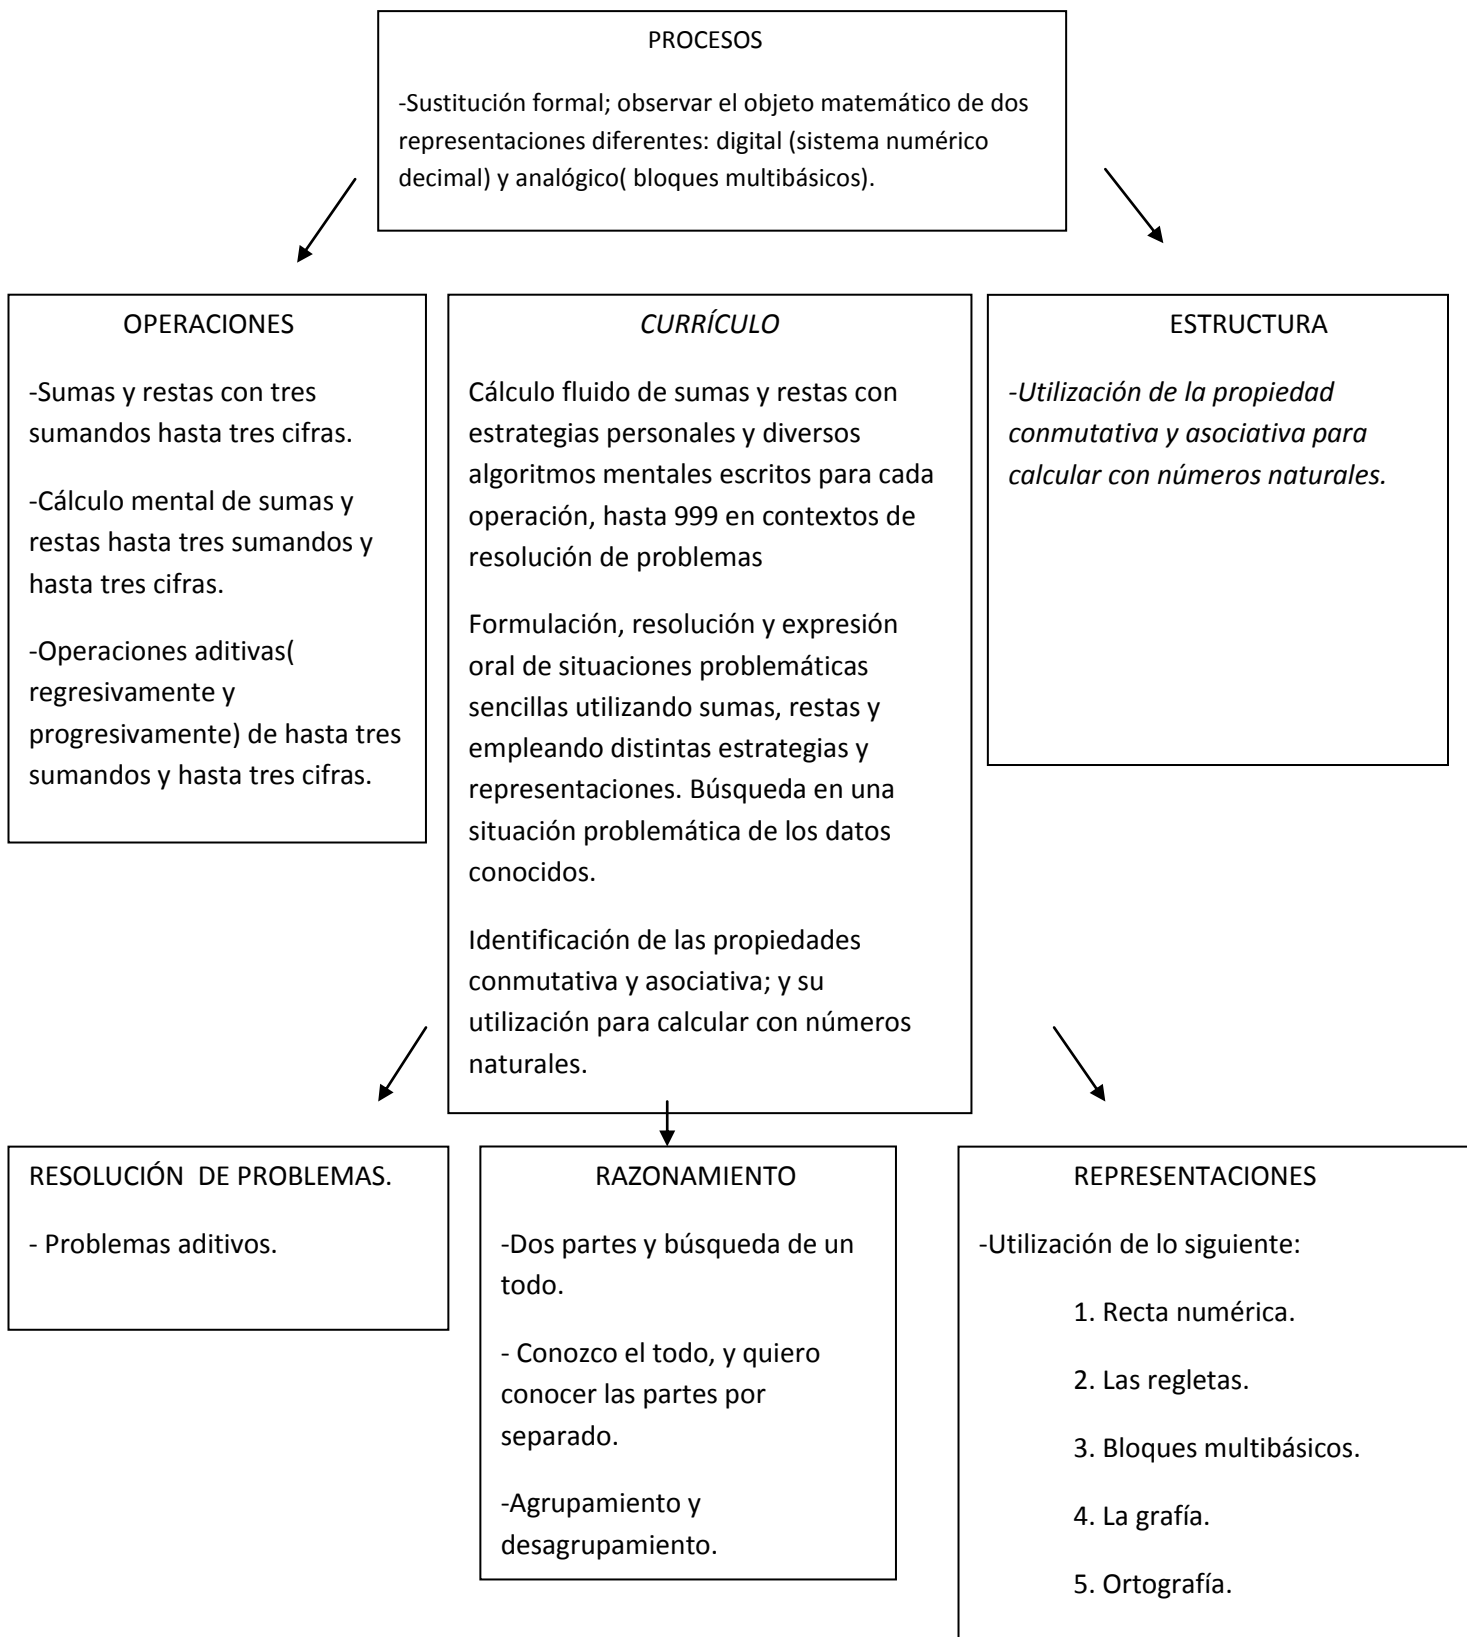 PROCESOS
-Sustitución formal; observar el objeto matemático de dos
representaciones diferentes: digital (sistema numérico
decimal) y analógico( bloques multibásicos).
OPERACIONES
-Sumas y restas con tres
sumandos hasta tres cifras.
-Cálculo mental de sumas y
restas hasta tres sumandos y
hasta tres cifras.
-Operaciones aditivas(
regresivamente y
progresivamente) de hasta tres
sumandos y hasta tres cifras.
CURRÍCULO
Cálculo fluido de sumas y restas con
estrategias personales y diversos
algoritmos mentales escritos para cada
operación, hasta 999 en contextos de
resolución de problemas
Formulación, resolución y expresión
oral de situaciones problemáticas
sencillas utilizando sumas, restas y
empleando distintas estrategias y
representaciones. Búsqueda en una
situación problemática de los datos
conocidos.
Identificación de las propiedades
conmutativa y asociativa; y su
utilización para calcular con números
naturales.
ESTRUCTURA
-Utilización de la propiedad
conmutativa y asociativa para
calcular con números naturales.
RESOLUCIÓN  DE PROBLEMAS.
- Problemas aditivos.
RAZONAMIENTO
-Dos partes y búsqueda de un
todo.
- Conozco el todo, y quiero
conocer las partes por
separado.
-Agrupamiento y
desagrupamiento.
REPRESENTACIONES
-Utilización de lo siguiente:
1. Recta numérica.
2. Las regletas.
3. Bloques multibásicos.
4. La grafía.
5. Ortografía.